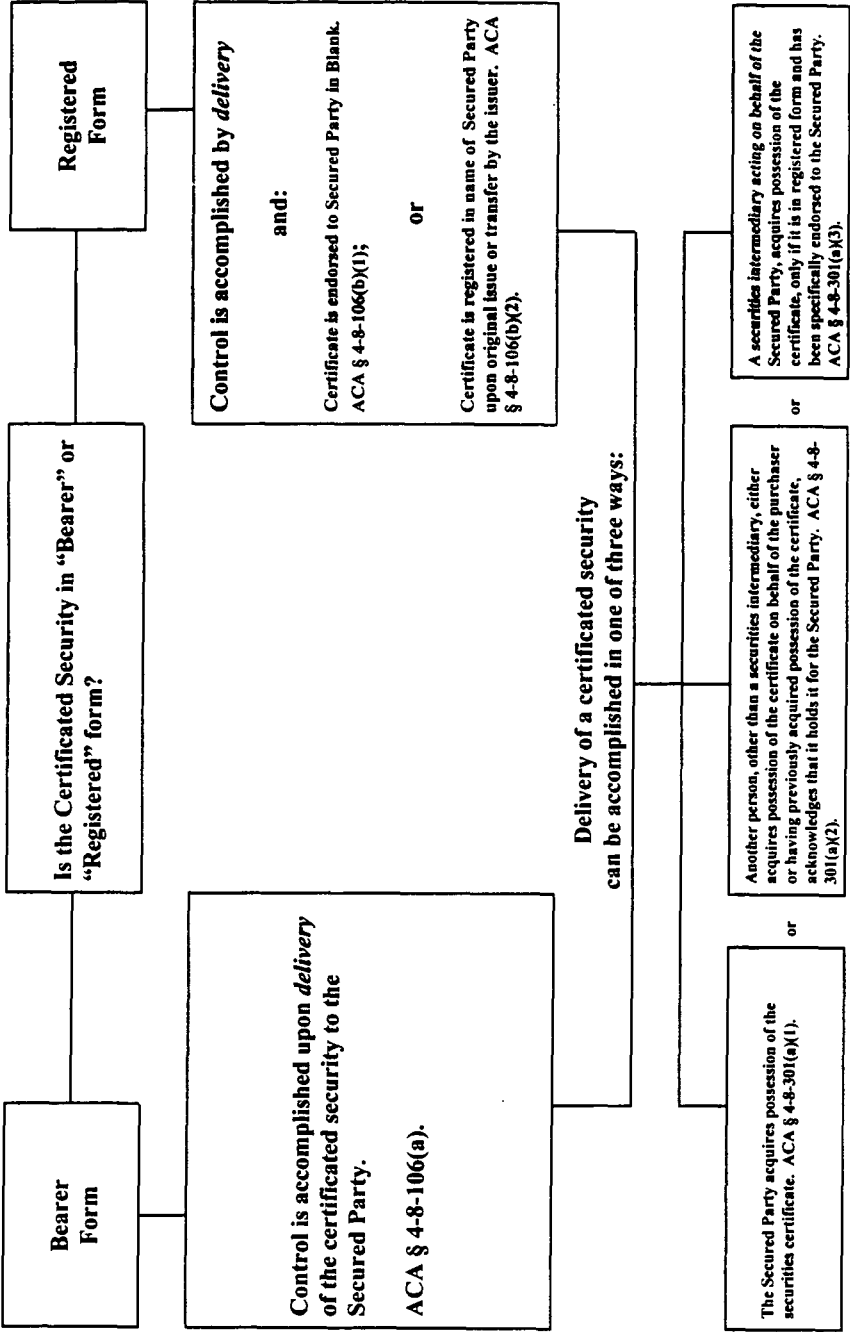 Is the Certificated Security in “Bearer” or
“Registered” form?
Bearer
Form
Registered
Form
Control is accomplished upon delivery
of the certificated security to the
Secured Party.
ACA § 4-8-106(a).
Control is accomplished by delivery
and:
Certificate is endorsed to Secured Party in Blank.
ACA § 4-8-106(b)(1);
or
Certificate is registered in name of Secured Party
upon original issue or transfer by the issuer. ACA
§ 4-8-106(b)(2).
Delivery of a certificated security
can be accomplished in one of three ways:
The Secured Party acquires possession of the
securities certificate. ACA § 4-8-301(a)(1).
or
Another person, other than a securities intermediary, either
acquires possession of the certificate on behalf of the purchaser
or having previously acquired possession of the certificate,
acknowledges that it holds it for the Secured Party. ACA § 4-8-
301(a)(2).
or
A securities intermediary acting on behalf of the
Secured Party, acquires possession of the
certificate, only if it is in registered form and has
been specifically endorsed to the Secured Party.
ACA § 4-8-301(a)(3).